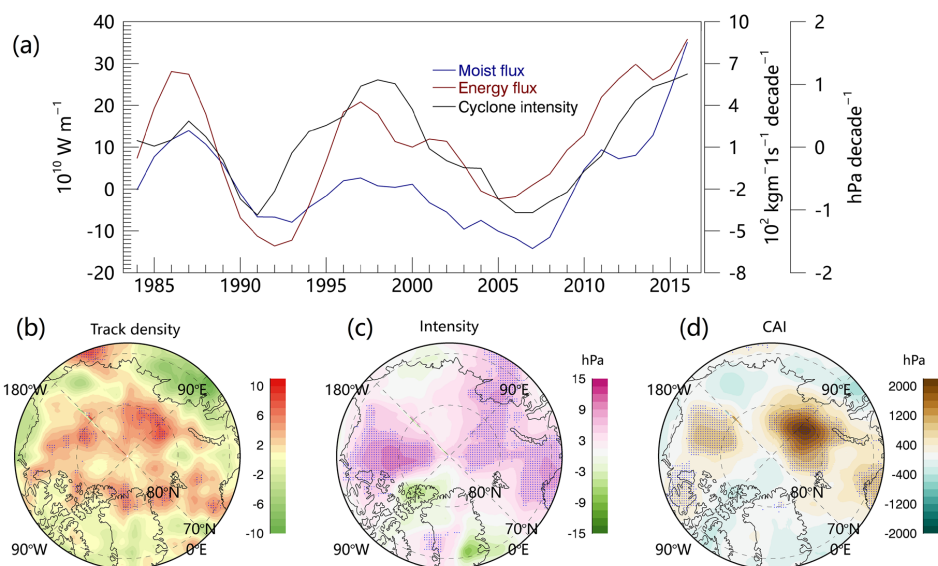 (a)
40
30
20
10
0
-10
-20
10¹⁰ W m⁻¹
Moist flux
Energy flux
Cyclone intensity
10
7
4
1
-2
-5
-8
10² kgm⁻1s⁻¹ decade⁻¹
2
1
0
-1
-2
hPa decade⁻¹
1985 1990 1995 2000 2005 2010 2015
(b) Track density
180°W
90°E
80°N
70°N
90°W
0°E
10
6
2
-2
-6
-10
(c) Intensity
hPa
180°W
90°E
80°N
70°N
90°W
0°E
15
9
3
-3
-9
-15
(d) CAI
hPa
180°W
90°E
80°N
70°N
90°W
0°E
2000
1200
400
-400
-1200
-2000